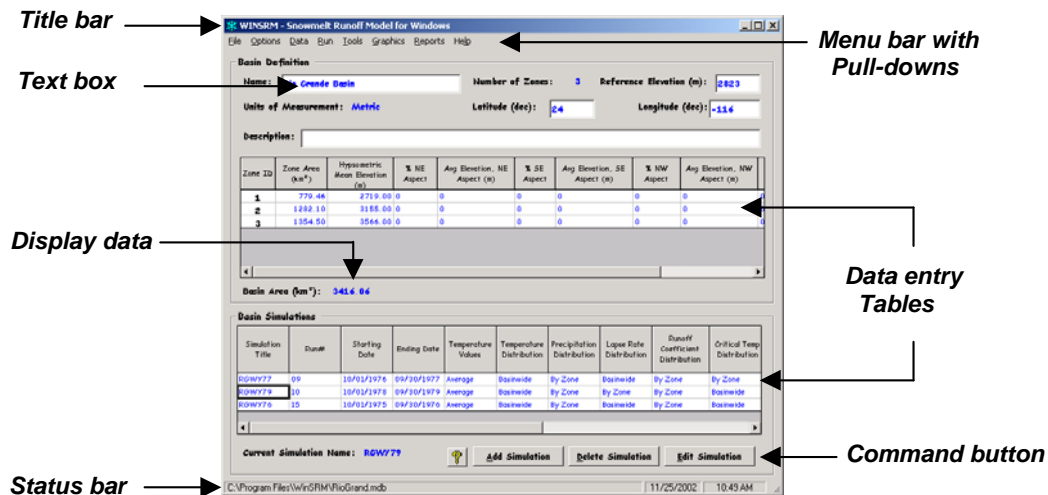 Title bar
WINSRM - Snowmelt Runoff Model for Windows
File Options Data Run Tools Graphics Reports Help
Menu bar with
Pull-downs
Basin Definition
Text box
Name: Rio Grande Basin Number of Zones: 3 Reference Elevation (m): 2823
Units of Measurement: Metric Latitude (dec): 24 Longitude (dec): -116
Description:
Zone ID Zone Area (km²) Hypsometric Mean Elevation (m) % NE Aspect Avg Elevation, NE Aspect (m) % SE Aspect Avg Elevation, SE Aspect (m) % NW Aspect Avg Elevation, NW Aspect (m)
1 779.46 2719.00 0 0 0 0 0 0 0
2 1282.10 3155.00 0 0 0 0 0 0 0
3 1354.50 3566.00 0 0 0 0 0 0 0
Display data
Data entry
Tables
Basin Area (km²): 3416.06
Basin Simulations
Simulation Title Run# Starting Date Ending Date Temperature Values Temperature Distribution Precipitation Distribution Lapse Rate Distribution Runoff Coefficient Distribution Critical Temp Distribution
RGWY77 09 10/01/1976 09/30/1977 Average Basinwide By Zone Basinwide By Zone By Zone
RGWY79 10 10/01/1978 09/30/1979 Average Basinwide By Zone By Zone By Zone Basinwide
RGWY76 15 10/01/1975 09/30/1976 Average Basinwide By Zone Basinwide By Zone Basinwide
Current Simulation Name: RGWY79 ? Add Simulation Delete Simulation Edit Simulation
Command button
Status bar
C:\Program Files\WinSRM\RioGrand.mdb 11/25/2002 10:49 AM